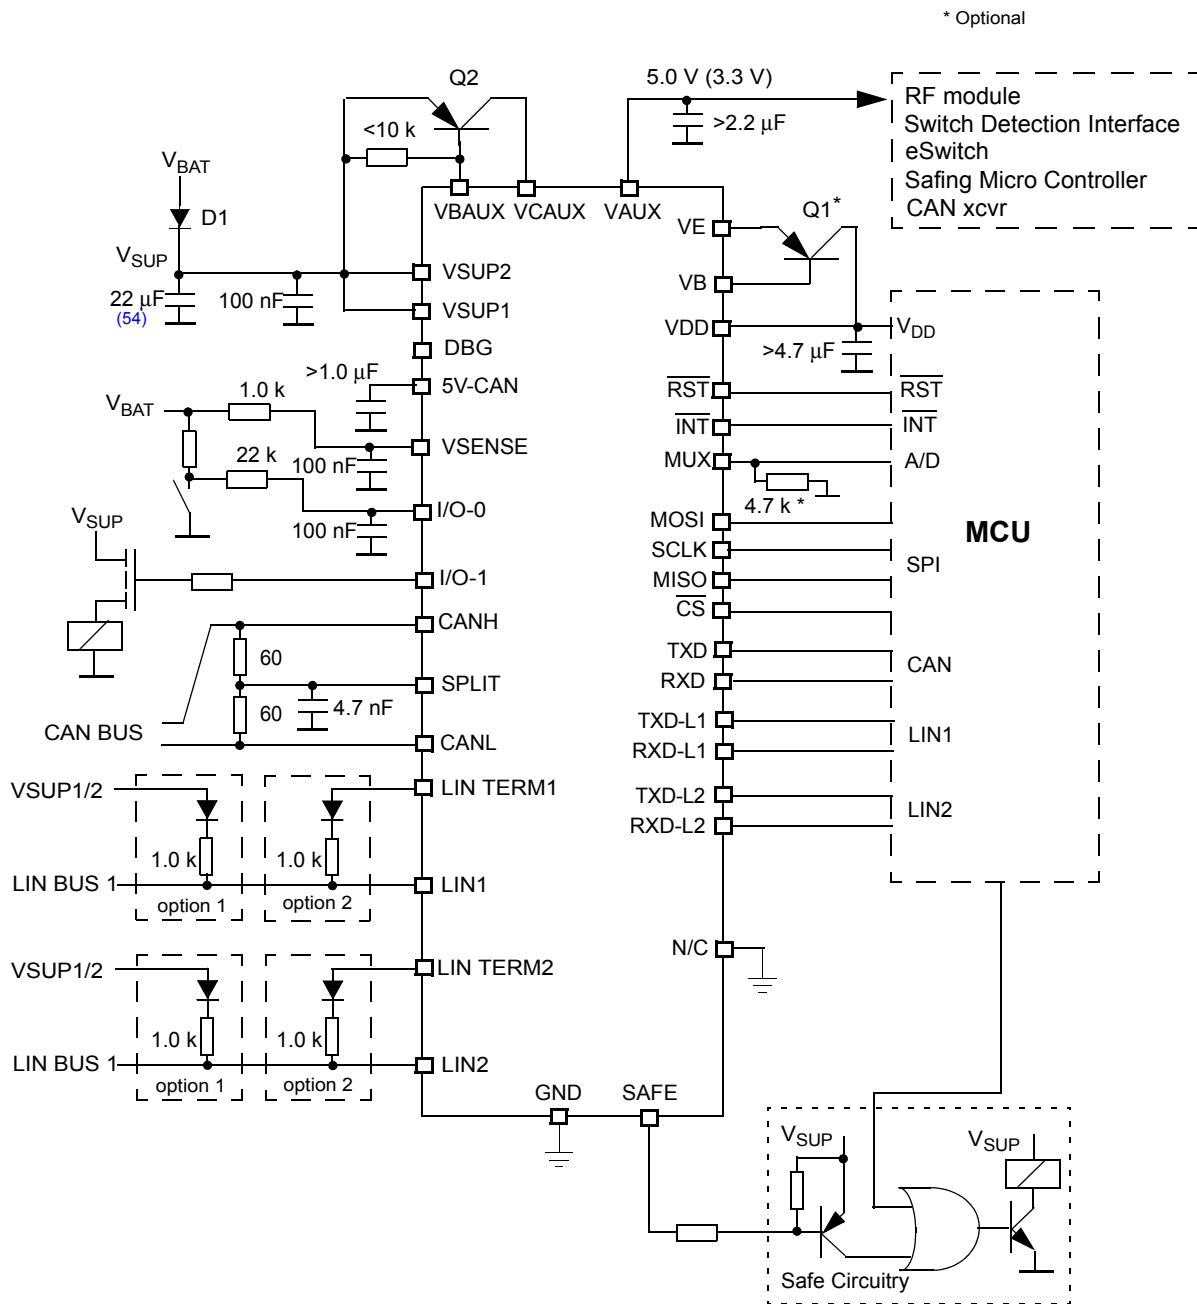 * Optional
Q2
5.0 V (3.3 V)
RF module
Switch Detection Interface
eSwitch
Safing Micro Controller
CAN xcvr
>2.2 μF
<10 k
VBAT
D1
VSUP
22 μF
(54)
100 nF
VBAUX
VCAUX
VAUX
VE
Q1*
VB
VSUP2
VSUP1
VDD
VDD
>4.7 μF
DBG
>1.0 μF
5V-CAN
RST
RST
INT
INT
VBAT
1.0 k
VSENSE
100 nF
MUX
A/D
4.7 k *
22 k
I/O-0
100 nF
VSUP
MOSI
SCLK
MISO
CS
SPI
MCU
I/O-1
CANH
60
SPLIT
60
4.7 nF
CAN BUS
CANL
TXD
RXD
CAN
TXD-L1
RXD-L1
LIN1
TXD-L2
RXD-L2
LIN2
VSUP1/2
LIN TERM1
1.0 k
1.0 k
LIN BUS 1
LIN1
option 1
option 2
N/C
VSUP1/2
LIN TERM2
1.0 k
1.0 k
LIN BUS 1
LIN2
option 1
option 2
GND
SAFE
VSUP
VSUP
Safe Circuitry